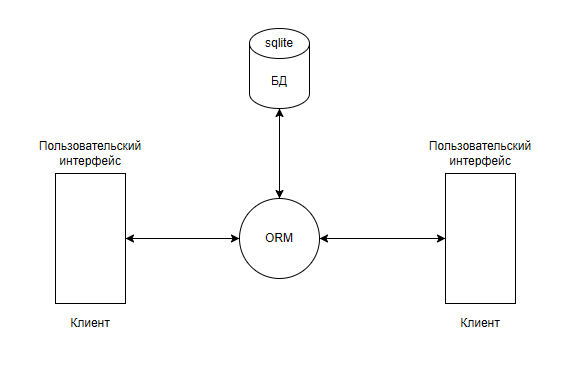 sqlite
БД
Пользовательский
интерфейс
Пользовательский
интерфейс
ORM
Клиент
Клиент